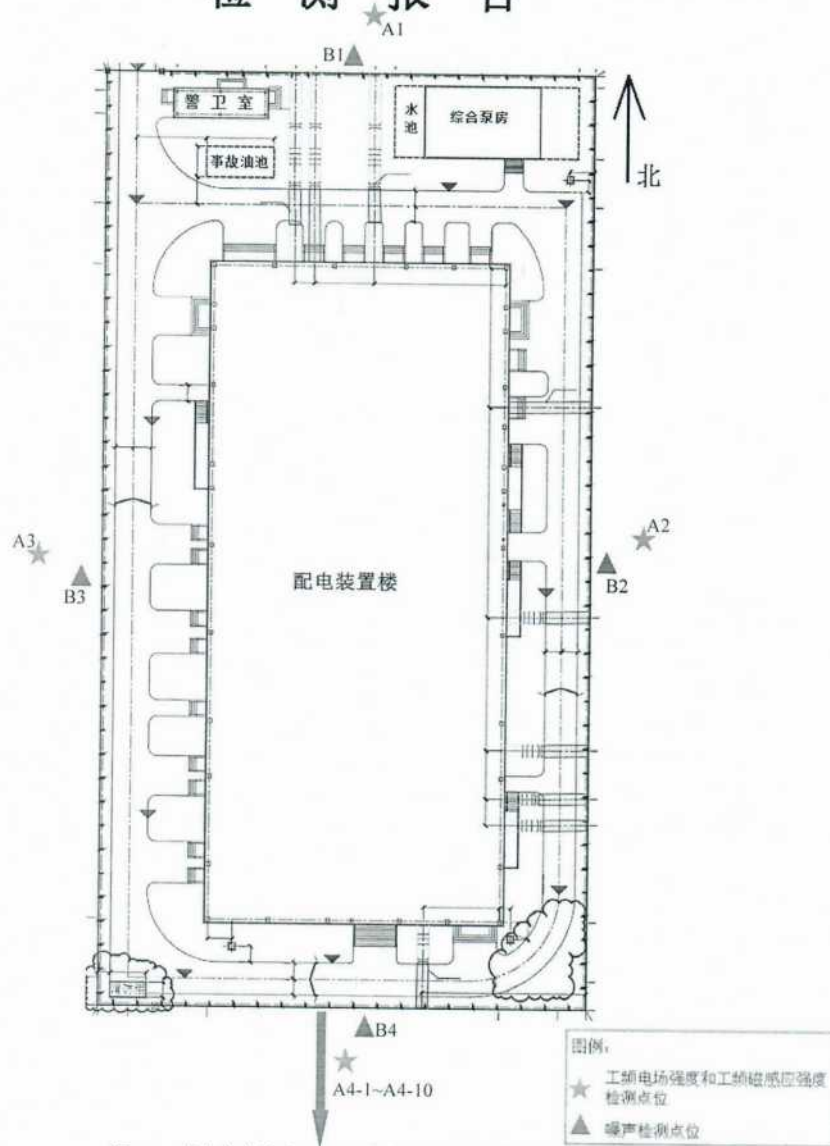 检 测 报 告
A1
B1
警 卫 室
水池
综合泵房
事故油池
北
A3
B3
A2
B2
配电装置楼
B4
A4-1~A4-10
图例：
工频电场强度和工频磁感应强度
检测点位
噪声检测点位